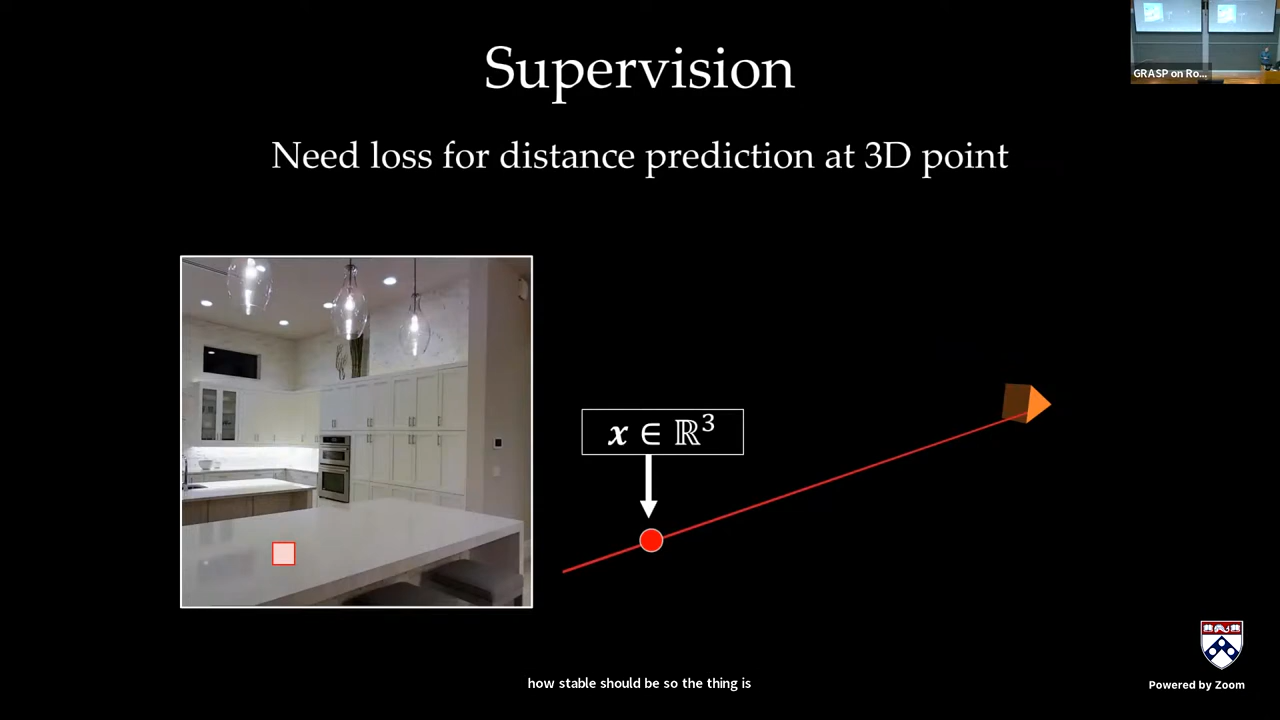 Supervision
GRASP on Ro...
Need loss for distance prediction at 3D point
x ∈ ℝ³
how stable should be so the thing is
Powered by Zoom